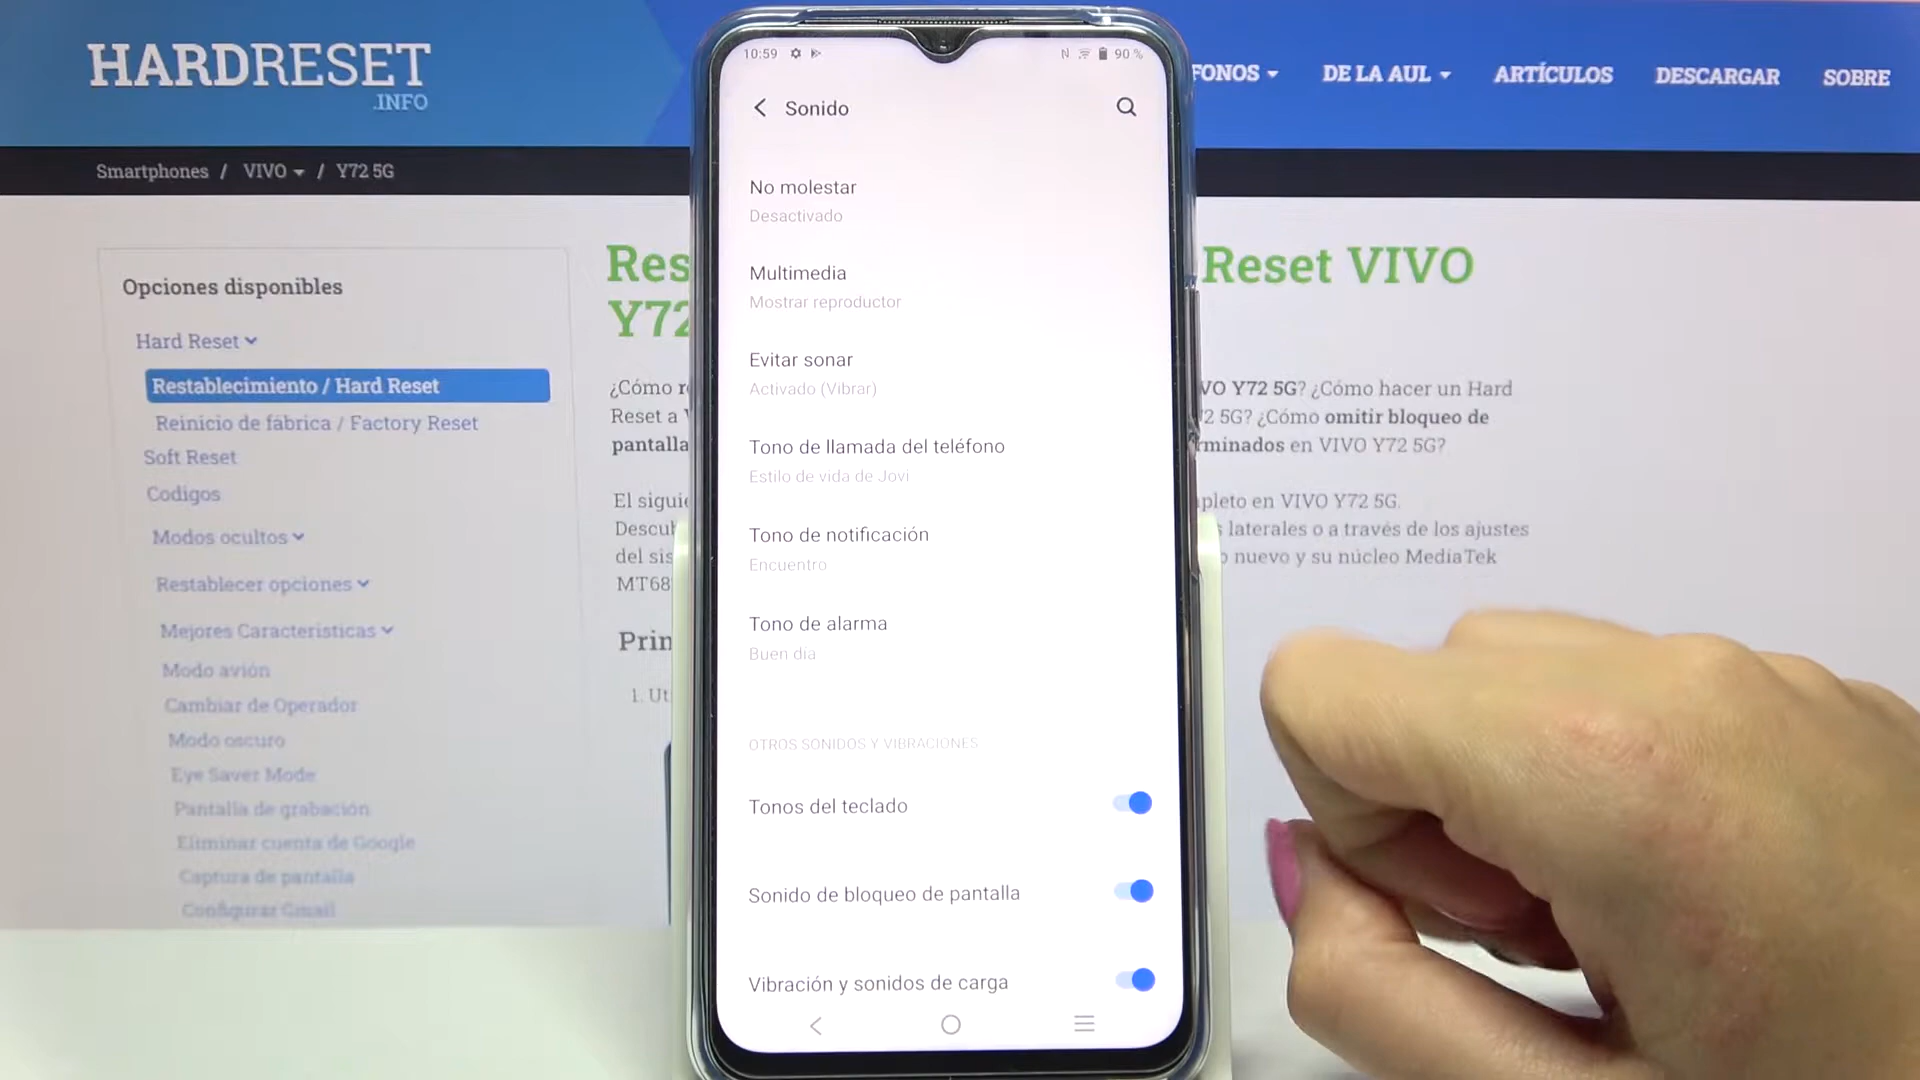 HARDRESET
.INFO
FONOS
DE LA AUL
ARTÍCULOS
DESCARGAR
SOBRE
Smartphones / VIVO / Y72 5G
Opciones disponibles
Hard Reset
Restablecimiento / Hard Reset
Reinicio de fábrica / Factory Reset
Soft Reset
Codigos
Modos ocultos
Restablecer opciones
Mejores Caracteristicas
Modo avión
Cambiar de Operador
Modo oscuro
Eye Saver Mode
Pantalla de grabación
Eliminar cuenta de Google
Captura de pantalla
Configurar Gmail
Res
Y72
¿Cómo r
Reset a
pantalla
El siguie
Descub
del sis
MT68
Prin
1. Ut
10:59
90 %
Sonido
No molestar
Desactivado
Multimedia
Mostrar reproductor
Evitar sonar
Activado (Vibrar)
Tono de llamada del teléfono
Estilo de vida de Jovi
Tono de notificación
Encuentro
Tono de alarma
Buen dia
OTROS SONIDOS Y VIBRACIONES
Tonos del teclado
Sonido de bloqueo de pantalla
Vibración y sonidos de carga
Reset VIVO
VO Y72 5G? ¿Cómo hacer un Hard
2 5G? ¿Cómo omitir bloqueo de
rminados en VIVO Y72 5G?
pleto en VIVO Y72 5G.
laterales o a través de los ajustes
o nuevo y su núcleo MediaTek